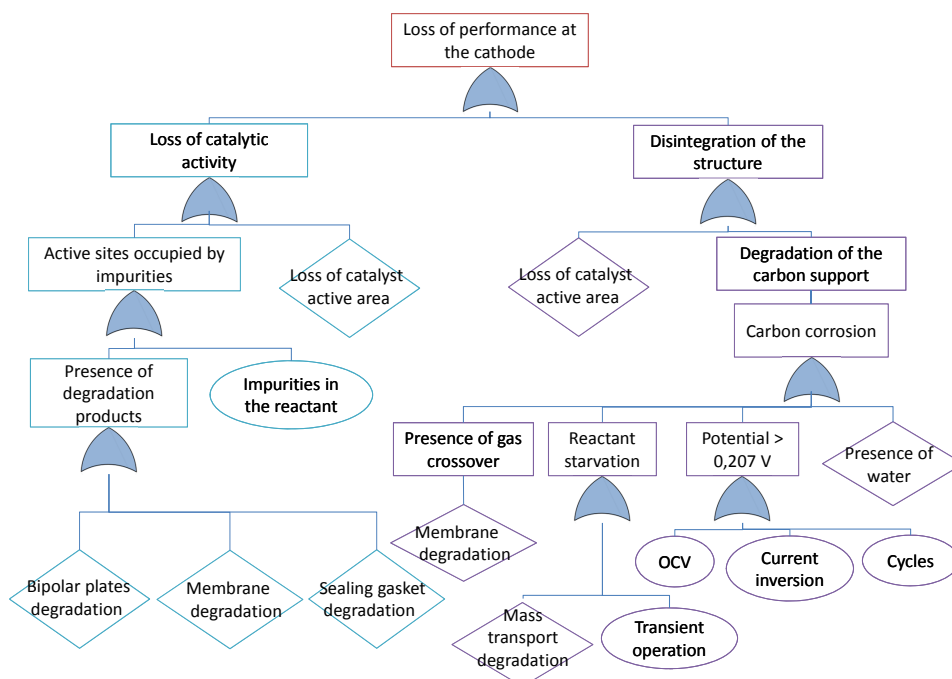 Loss of performance at
the cathode
Loss of catalytic
activity
Disintegration of the
structure
Active sites occupied by
impurities
Loss of catalyst
active area
Loss of catalyst
active area
Degradation of the
carbon support
Carbon corrosion
Presence of
degradation
products
Impurities in
the reactant
Presence of gas
crossover
Reactant
starvation
Potential >
0,207 V
Presence of
water
Membrane
degradation
OCV
Current
inversion
Cycles
Bipolar plates
degradation
Membrane
degradation
Sealing gasket
degradation
Mass
transport
degradation
Transient
operation